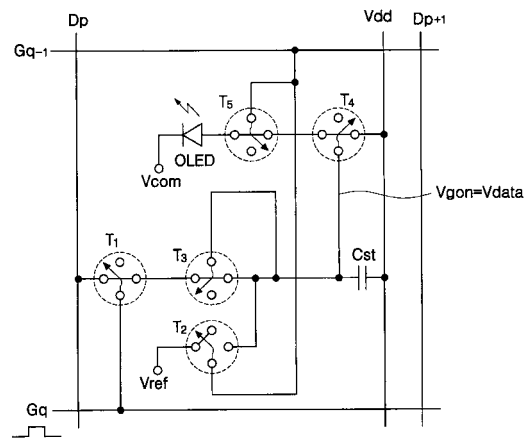 Dp
Vdd
Dp+1
Gq-1
T5
T4
OLED
Vcom
Vgon=Vdata
T1
T3
Cst
T2
Vref
Gq